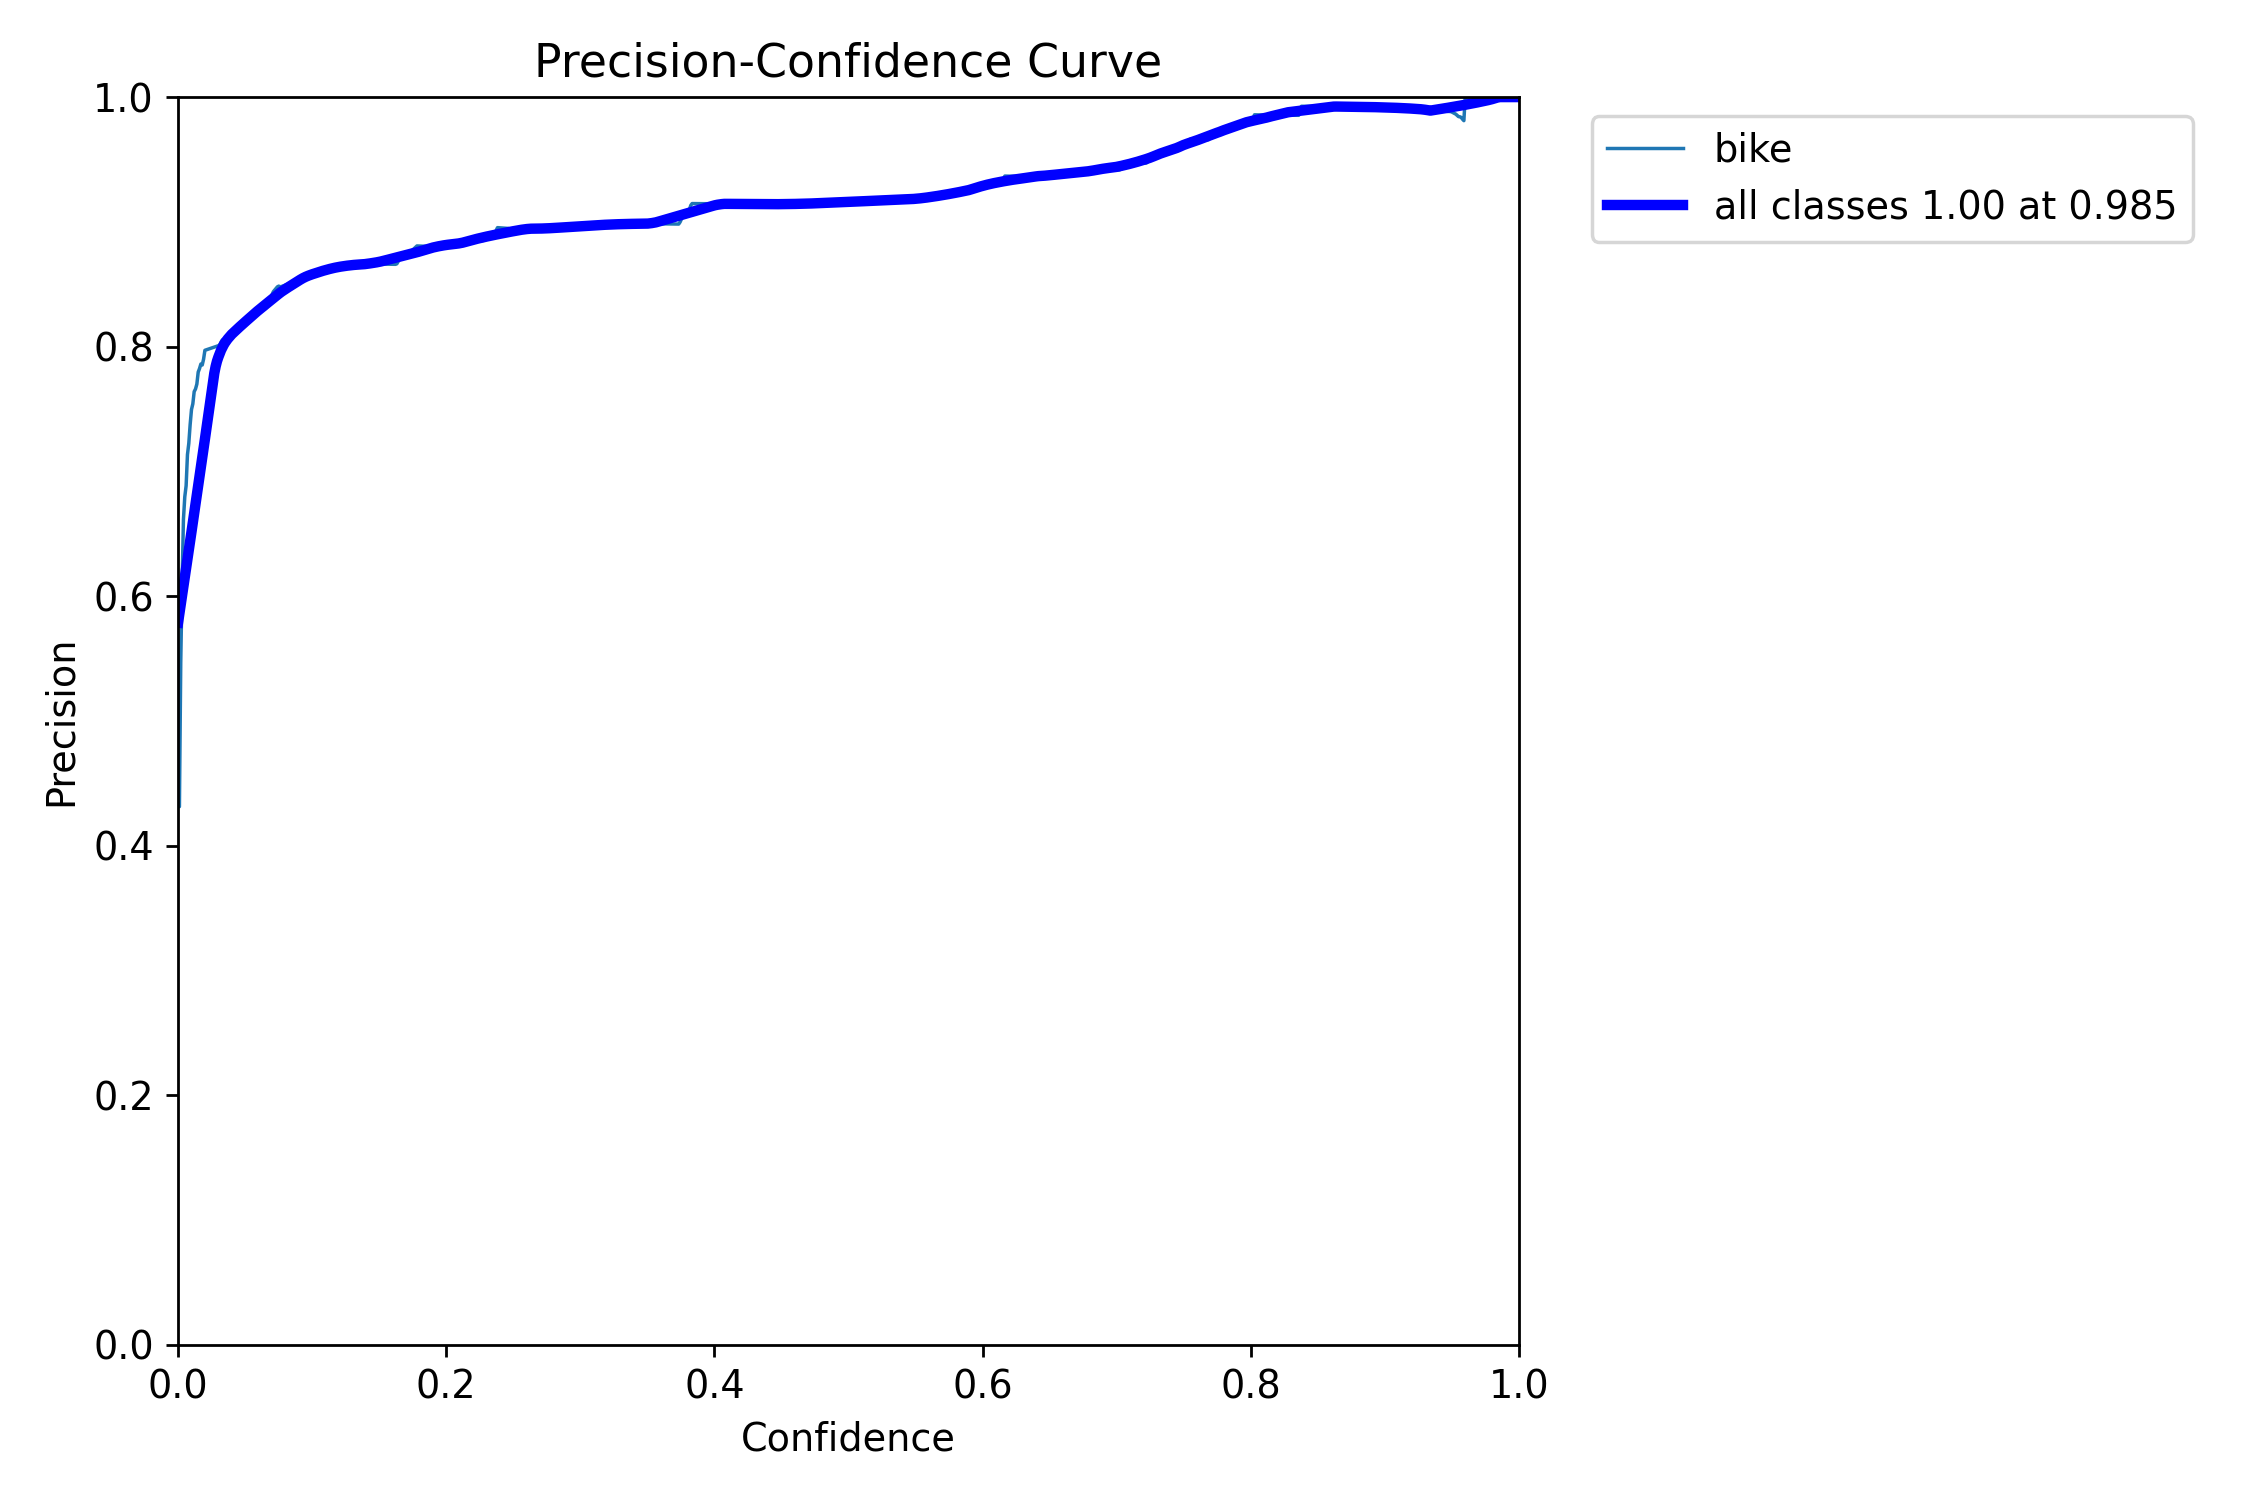 Precision-Confidence Curve
1.0
0.8
0.6
0.4
0.2
0.0
Precision
0.0 0.2 0.4 0.6 0.8 1.0
Confidence
bike
all classes 1.00 at 0.985